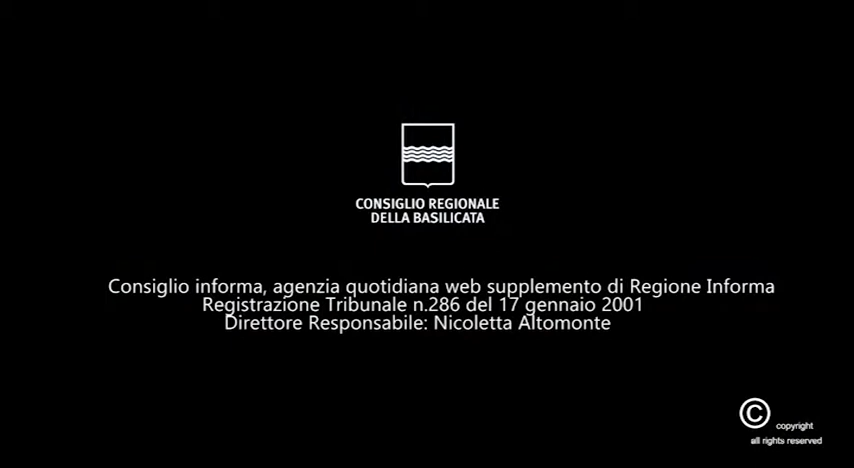 CONSIGLIO REGIONALE
DELLA BASILICATA
Consiglio informa, agenzia quotidiana web supplemento di Regione Informa
Registrazione Tribunale n.286 del 17 gennaio 2001
Direttore Responsabile: Nicoletta Altomonte
© copyright
all rights reserved